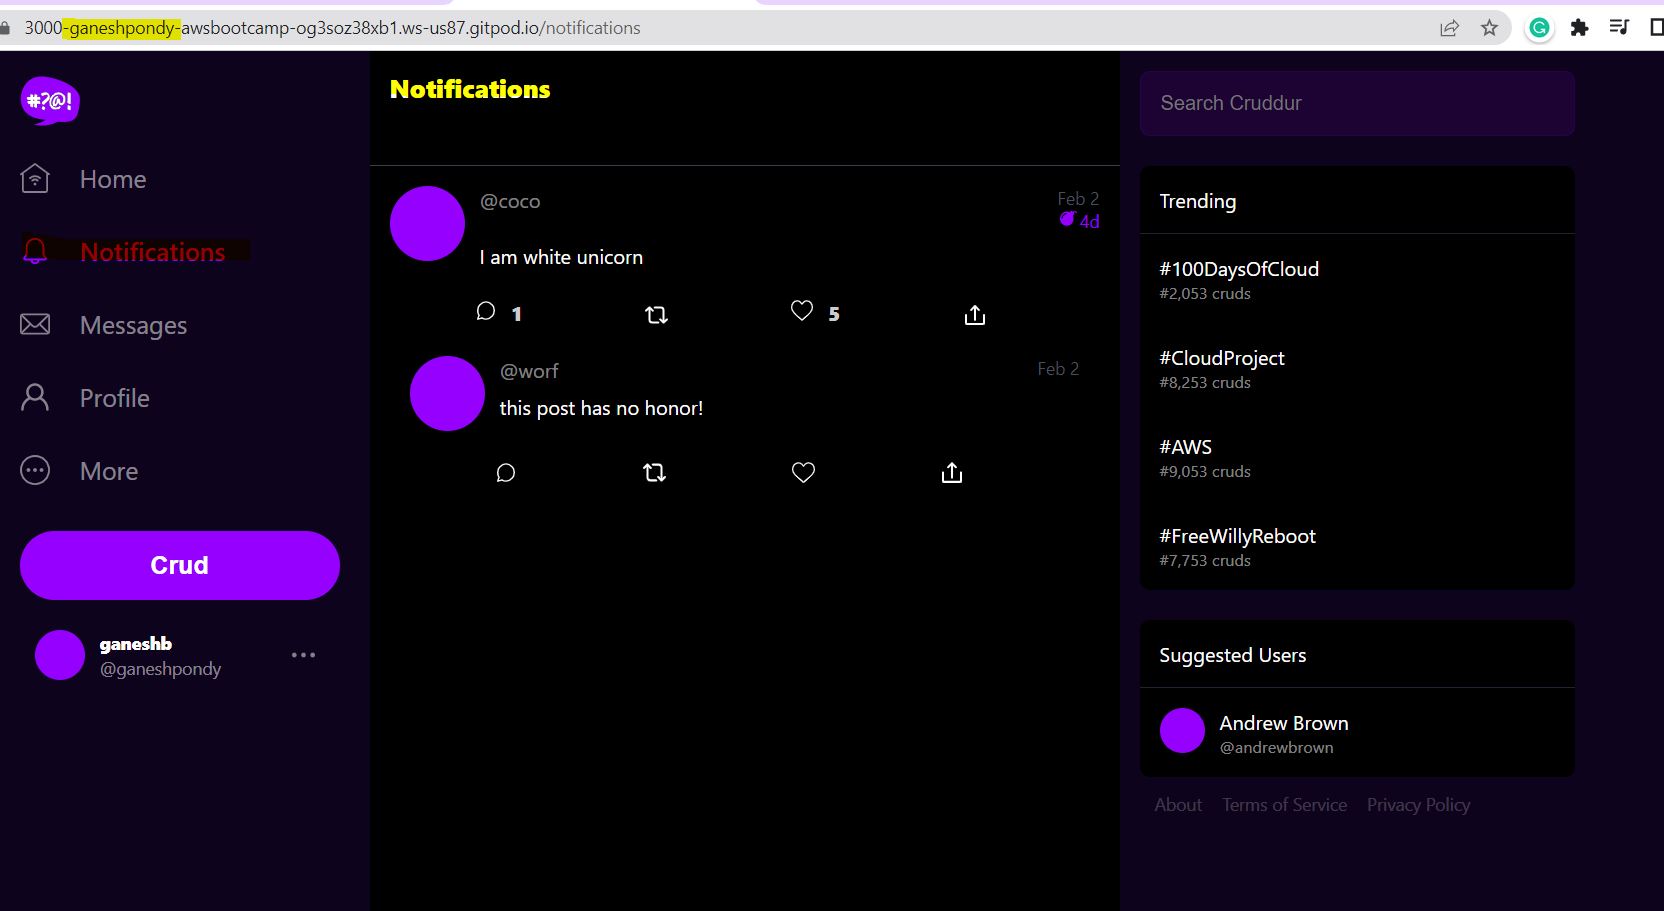 3000-ganeshpondy-awsbootcamp-og3soz38xb1.ws-us87.gitpod.io/notifications
#?@!
Home
Notifications
Messages
Profile
More
Crud
ganeshb
@ganeshpondy
Notifications
@coco
Feb 2
4d
I am white unicorn
1
5
@worf
Feb 2
this post has no honor!
Search Cruddur
Trending
#100DaysOfCloud
#2,053 cruds
#CloudProject
#8,253 cruds
#AWS
#9,053 cruds
#FreeWillyReboot
#7,753 cruds
Suggested Users
Andrew Brown
@andrewbrown
About Terms of Service Privacy Policy